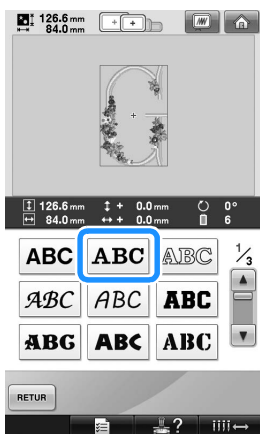 126.6 mm
84.0 mm
126.6 mm + 0.0 mm 0°
84.0 mm + 0.0 mm 6
ABC ABC ABC 1/3
ABC ABC ABC
ABC ABC ABC
RETUR
?